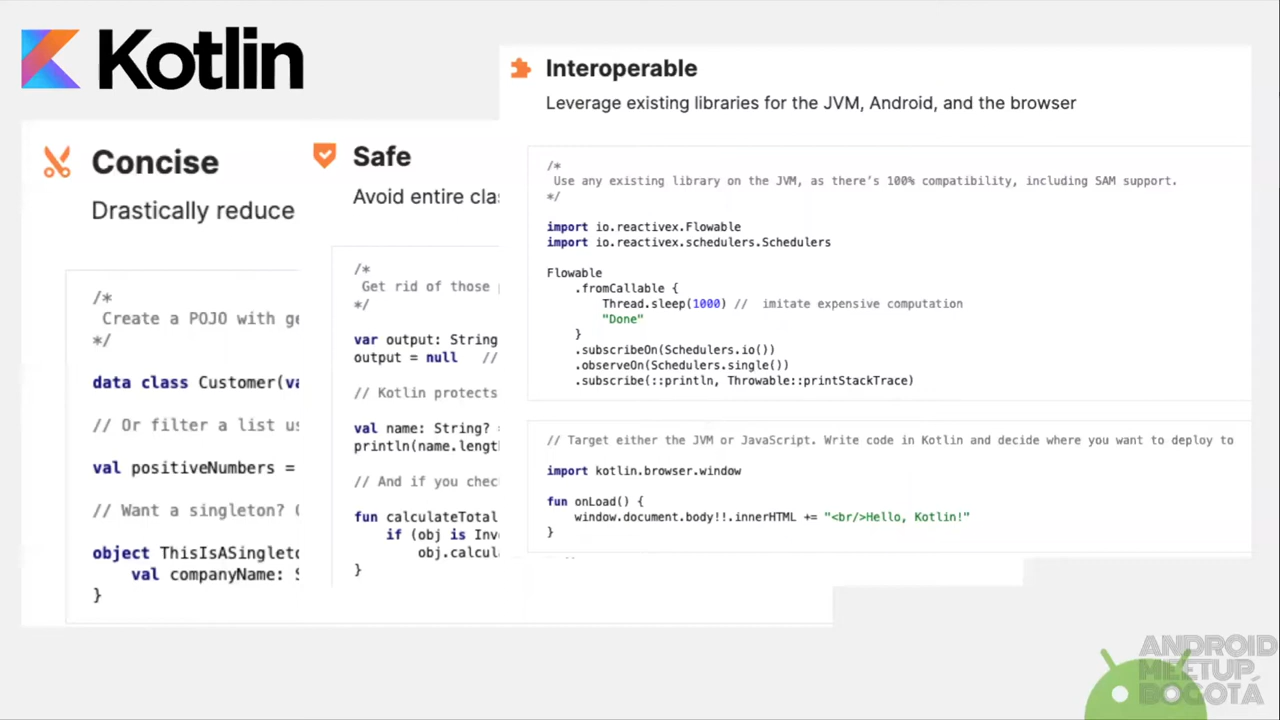 Kotlin
Concise
Drastically reduce
/*
Create a POJO with ge
*/
data class Customer(va
// Or filter a list us
val positiveNumbers =
// Want a singleton?
object ThisIsASingleto
val companyName: S
}
Safe
Avoid entire clas
/*
Get rid of those
*/
var output: String
output = null //
// Kotlin protects
val name: String? =
println(name.lengt
// And if you chec
fun calculateTotal
if (obj is Inv
obj.calcul
}
Interoperable
Leverage existing libraries for the JVM, Android, and the browser
/*
Use any existing library on the JVM, as there's 100% compatibility, including SAM support.
*/
import io.reactivex.Flowable
import io.reactivex.schedulers.Schedulers
Flowable
.fromCallable {
Thread.sleep(1000) // imitate expensive computation
"Done"
}
.subscribeOn(Schedulers.io())
.observeOn(Schedulers.single())
.subscribe(::println, Throwable::printStackTrace)
// Target either the JVM or JavaScript. Write code in Kotlin and decide where you want to deploy to
import kotlin.browser.window
fun onLoad() {
window.document.body!!.innerHTML += "<br/>Hello, Kotlin!"
}
ANDROID
MEETUP
BOGOTÁ